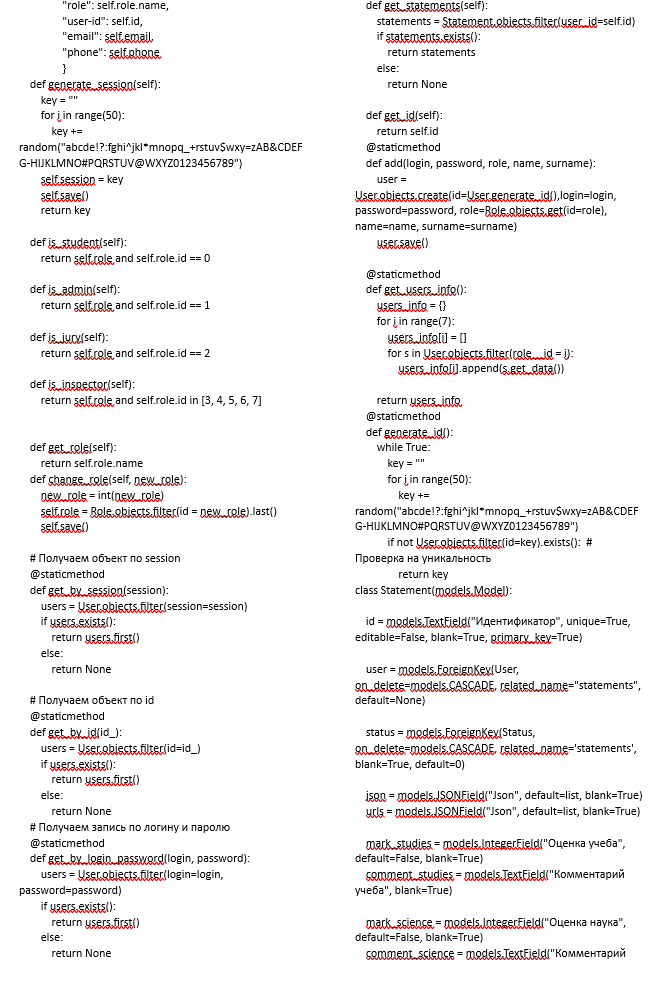 "role": self.role.name,
"user-id": self.id,
"email": self.email,
"phone": self.phone
}
def generate_session(self):
key = ""
for i in range(50):
key +=
random("abcde!?:fghi^jkl*mnopq_+rstuv$wxy=zAB&CDEF
G-HIJKLMNO#PQRSTUV@WXYZ0123456789")
self.session = key
self.save()
return key
def is_student(self):
return self.role and self.role.id == 0
def is_admin(self):
return self.role and self.role.id == 1
def is_jury(self):
return self.role and self.role.id == 2
def is_inspector(self):
return self.role and self.role.id in [3, 4, 5, 6, 7]
def get_role(self):
return self.role.name
def change_role(self, new_role):
new_role = int(new_role)
self.role = Role.objects.filter(id = new_role).last()
self.save()
# Получаем объект по session
@staticmethod
def get_by_session(session):
users = User.objects.filter(session=session)
if users.exists():
return users.first()
else:
return None
# Получаем объект по id
@staticmethod
def get_by_id(id_):
users = User.objects.filter(id=id_)
if users.exists():
return users.first()
else:
return None
# Получаем запись по логину и паролю
@staticmethod
def get_by_login_password(login, password):
users = User.objects.filter(login=login,
password=password)
if users.exists():
return users.first()
else:
return None
def get_statements(self):
statements = Statement.objects.filter(user_id=self.id)
if statements.exists():
return statements
else:
return None
def get_id(self):
return self.id
@staticmethod
def add(login, password, role, name, surname):
user =
User.objects.create(id=User.generate_id(),login=login,
password=password, role=Role.objects.get(id=role),
name=name, surname=surname)
user.save()
@staticmethod
def get_users_info():
users_info = {}
for i in range(7):
users_info[i] = []
for s in User.objects.filter(role__id = i):
users_info[i].append(s.get_data())
return users_info
@staticmethod
def generate_id():
while True:
key = ""
for i in range(50):
key +=
random("abcde!?:fghi^jkl*mnopq_+rstuv$wxy=zAB&CDEF
G-HIJKLMNO#PQRSTUV@WXYZ0123456789")
if not User.objects.filter(id=key).exists():  #
Проверка на уникальность
return key
class Statement(models.Model):
id = models.TextField("Идентификатор", unique=True,
editable=False, blank=True, primary_key=True)
user = models.ForeignKey(User,
on_delete=models.CASCADE, related_name="statements",
default=None)
status = models.ForeignKey(Status,
on_delete=models.CASCADE, related_name='statements',
blank=True, default=0)
json = models.JSONField("Json", default=list, blank=True)
urls = models.JSONField("Json", default=list, blank=True)
mark_studies = models.IntegerField("Оценка учеба",
default=False, blank=True)
comment_studies = models.TextField("Комментарий
учеба", blank=True)
mark_science = models.IntegerField("Оценка наука",
default=False, blank=True)
comment_science = models.TextField("Комментарий